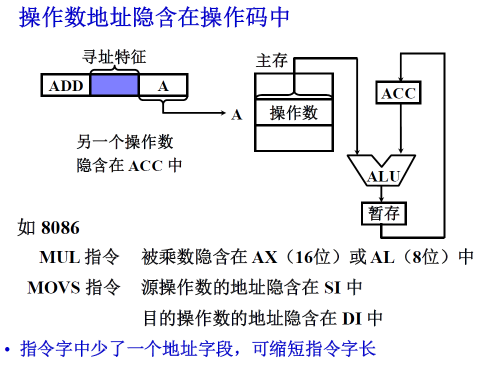 操作数地址隐含在操作码中
寻址特征
主存
ADD
A
ACC
A
操作数
另一个操作数
隐含在 ACC 中
ALU
暂存
如 8086
MUL 指令 被乘数隐含在 AX（16位）或 AL（8位）中
MOVS 指令 源操作数的地址隐含在 SI 中
目的操作数的地址隐含在 DI 中
• 指令字中少了一个地址字段，可缩短指令字长